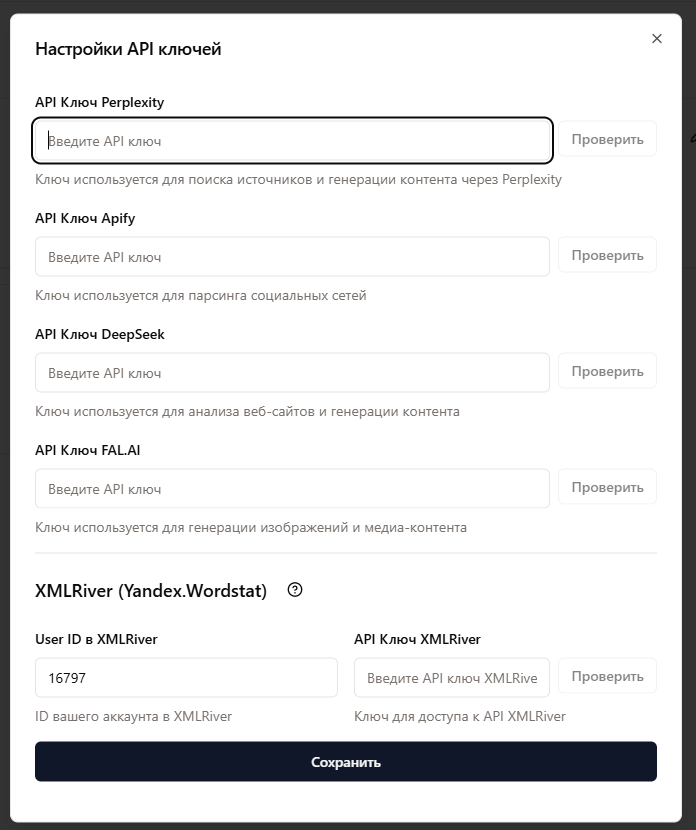 Настройки API ключей
API Ключ Perplexity
Введите API ключ
Проверить
Ключ используется для поиска источников и генерации контента через Perplexity
API Ключ Apify
Введите API ключ
Проверить
Ключ используется для парсинга социальных сетей
API Ключ DeepSeek
Введите API ключ
Проверить
Ключ используется для анализа веб-сайтов и генерации контента
API Ключ FAL.AI
Введите API ключ
Проверить
Ключ используется для генерации изображений и медиа-контента
XMLRiver (Yandex.Wordstat)
User ID в XMLRiver
API Ключ XMLRiver
16797
Введите API ключ XMLRive
Проверить
ID вашего аккаунта в XMLRiver
Ключ для доступа к API XMLRiver
Сохранить